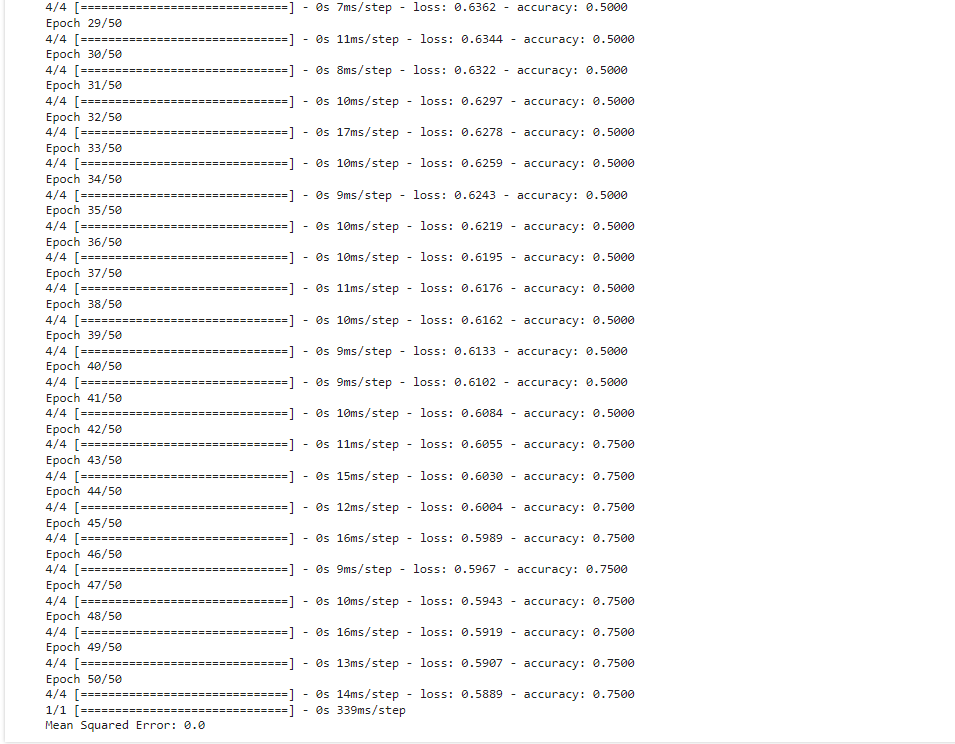 4/4 [==============================] - 0s 7ms/step - loss: 0.6362 - accuracy: 0.5000
Epoch 29/50
4/4 [==============================] - 0s 11ms/step - loss: 0.6344 - accuracy: 0.5000
Epoch 30/50
4/4 [==============================] - 0s 8ms/step - loss: 0.6322 - accuracy: 0.5000
Epoch 31/50
4/4 [==============================] - 0s 10ms/step - loss: 0.6297 - accuracy: 0.5000
Epoch 32/50
4/4 [==============================] - 0s 17ms/step - loss: 0.6278 - accuracy: 0.5000
Epoch 33/50
4/4 [==============================] - 0s 10ms/step - loss: 0.6259 - accuracy: 0.5000
Epoch 34/50
4/4 [==============================] - 0s 9ms/step - loss: 0.6243 - accuracy: 0.5000
Epoch 35/50
4/4 [==============================] - 0s 10ms/step - loss: 0.6219 - accuracy: 0.5000
Epoch 36/50
4/4 [==============================] - 0s 10ms/step - loss: 0.6195 - accuracy: 0.5000
Epoch 37/50
4/4 [==============================] - 0s 11ms/step - loss: 0.6176 - accuracy: 0.5000
Epoch 38/50
4/4 [==============================] - 0s 10ms/step - loss: 0.6162 - accuracy: 0.5000
Epoch 39/50
4/4 [==============================] - 0s 9ms/step - loss: 0.6133 - accuracy: 0.5000
Epoch 40/50
4/4 [==============================] - 0s 9ms/step - loss: 0.6102 - accuracy: 0.5000
Epoch 41/50
4/4 [==============================] - 0s 10ms/step - loss: 0.6084 - accuracy: 0.5000
Epoch 42/50
4/4 [==============================] - 0s 11ms/step - loss: 0.6055 - accuracy: 0.7500
Epoch 43/50
4/4 [==============================] - 0s 15ms/step - loss: 0.6030 - accuracy: 0.7500
Epoch 44/50
4/4 [==============================] - 0s 12ms/step - loss: 0.6004 - accuracy: 0.7500
Epoch 45/50
4/4 [==============================] - 0s 16ms/step - loss: 0.5989 - accuracy: 0.7500
Epoch 46/50
4/4 [==============================] - 0s 9ms/step - loss: 0.5967 - accuracy: 0.7500
Epoch 47/50
4/4 [==============================] - 0s 10ms/step - loss: 0.5943 - accuracy: 0.7500
Epoch 48/50
4/4 [==============================] - 0s 16ms/step - loss: 0.5919 - accuracy: 0.7500
Epoch 49/50
4/4 [==============================] - 0s 13ms/step - loss: 0.5907 - accuracy: 0.7500
Epoch 50/50
4/4 [==============================] - 0s 14ms/step - loss: 0.5889 - accuracy: 0.7500
1/1 [==============================] - 0s 339ms/step
Mean Squared Error: 0.0